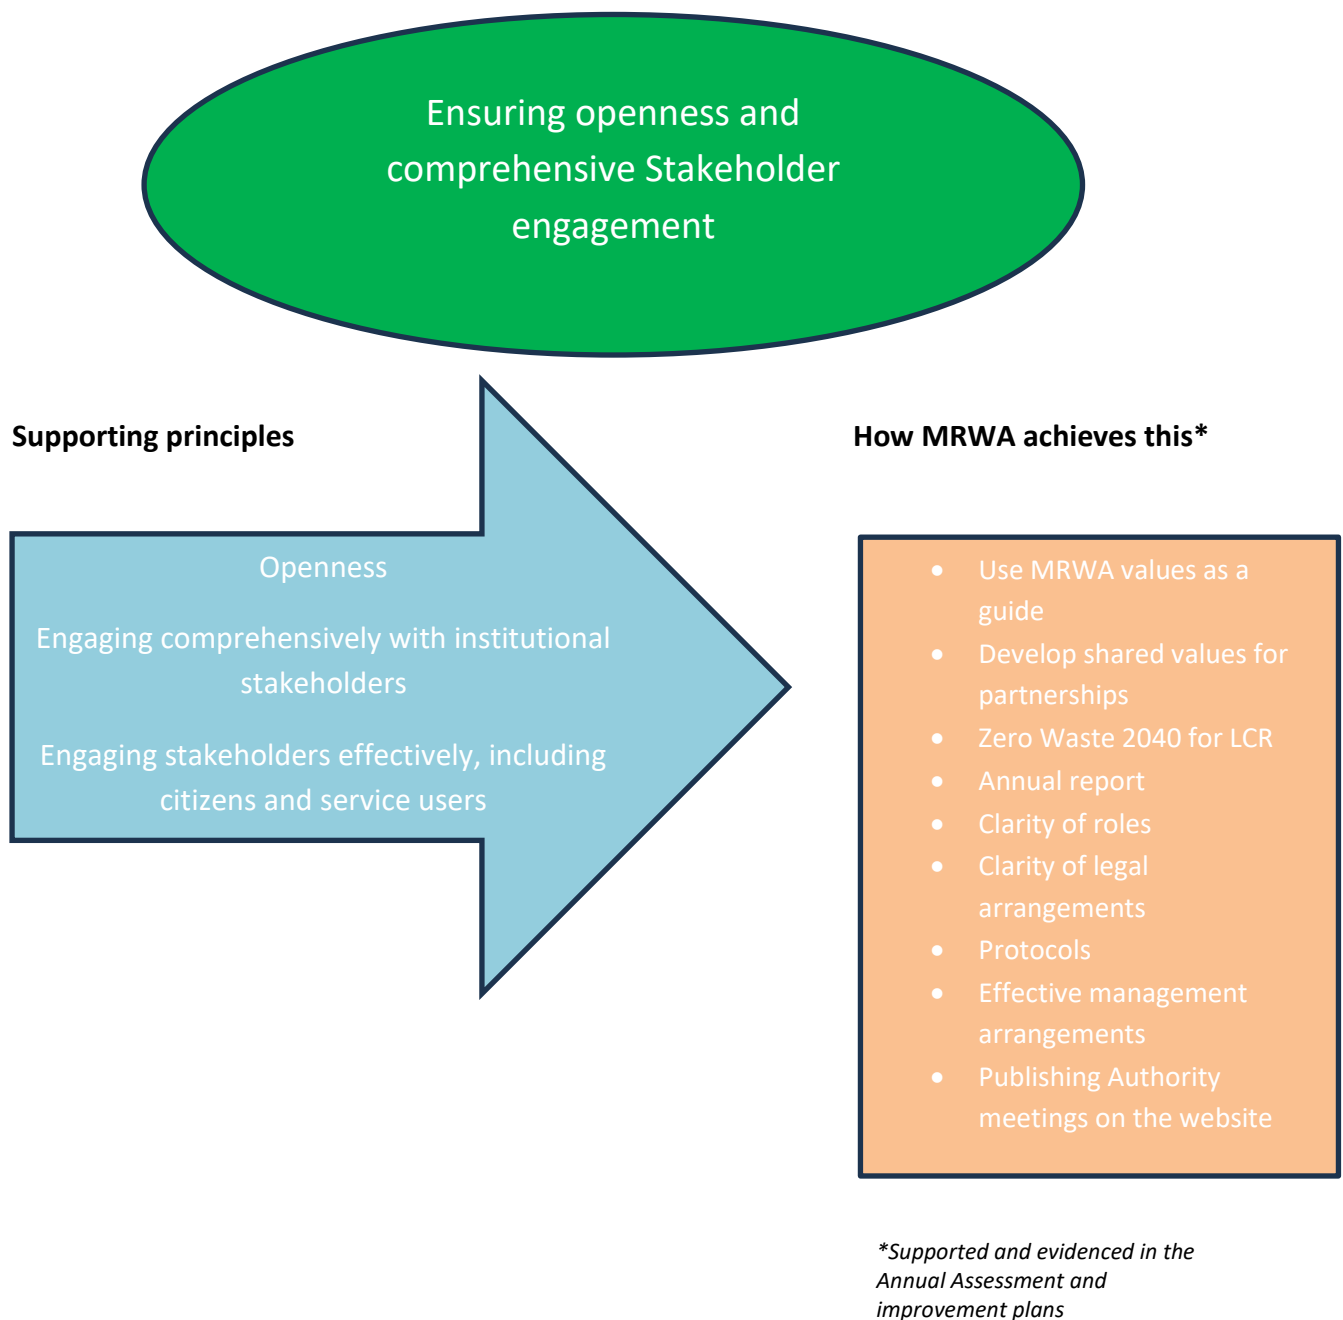 Ensuring openness and
comprehensive Stakeholder
engagement
Supporting principles
Openness
Engaging comprehensively with institutional
stakeholders
Engaging stakeholders effectively, including
citizens and service users
How MRWA achieves this*
• Use MRWA values as a
guide
• Develop shared values for
partnerships
• Zero Waste 2040 for LCR
• Annual report
• Clarity of roles
• Clarity of legal
arrangements
• Protocols
• Effective management
arrangements
• Publishing Authority
meetings on the website
*Supported and evidenced in the
Annual Assessment and
improvement plans